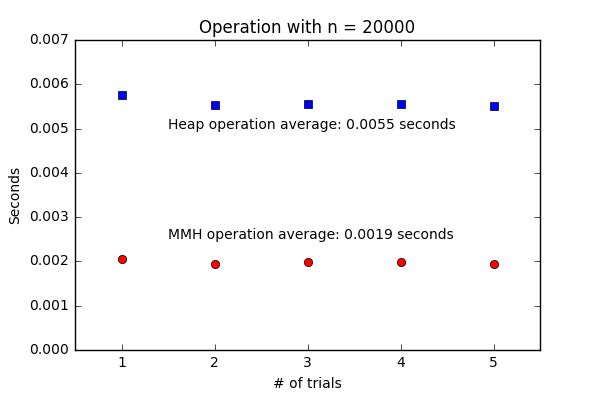 Operation with n = 20000
0.007
0.006
0.005
0.004
0.003
0.002
0.001
0.000
Seconds
Heap operation average: 0.0055 seconds
MMH operation average: 0.0019 seconds
1 2 3 4 5
# of trials